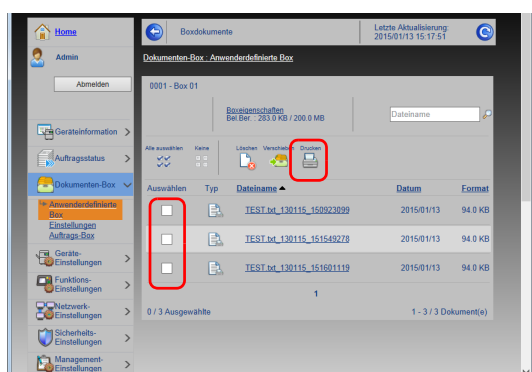 Home
Admin
Abmelden
Geräteinformation
Auftragsstatus
Dokumenten-Box
Anwenderdefinierte
Box
Einstellungen
Auftrags-Box
Geräte-
Einstellungen
Funktions-
Einstellungen
Netzwerk-
Einstellungen
Sicherheits-
Einstellungen
Management-
Einstellungen
Boxdokumente
Letzte Aktualisierung:
2015/01/13 15:17:51
Dokumenten-Box : Anwenderdefinierte Box
0001 - Box 01
Boxeigenschaften
Bel.Ber. : 283.0 KB / 200.0 MB
Dateiname
Alle auswählen Keine Löschen Verschieben Drucken
Auswählen Typ Dateiname Datum Format
TEST.txt_130115_150923099 2015/01/13 94.0 KB
TEST.txt_130115_151549278 2015/01/13 94.0 KB
TEST.txt_130115_151601119 2015/01/13 94.0 KB
1
0 / 3 Ausgewählte 1 - 3 / 3 Dokument(e)